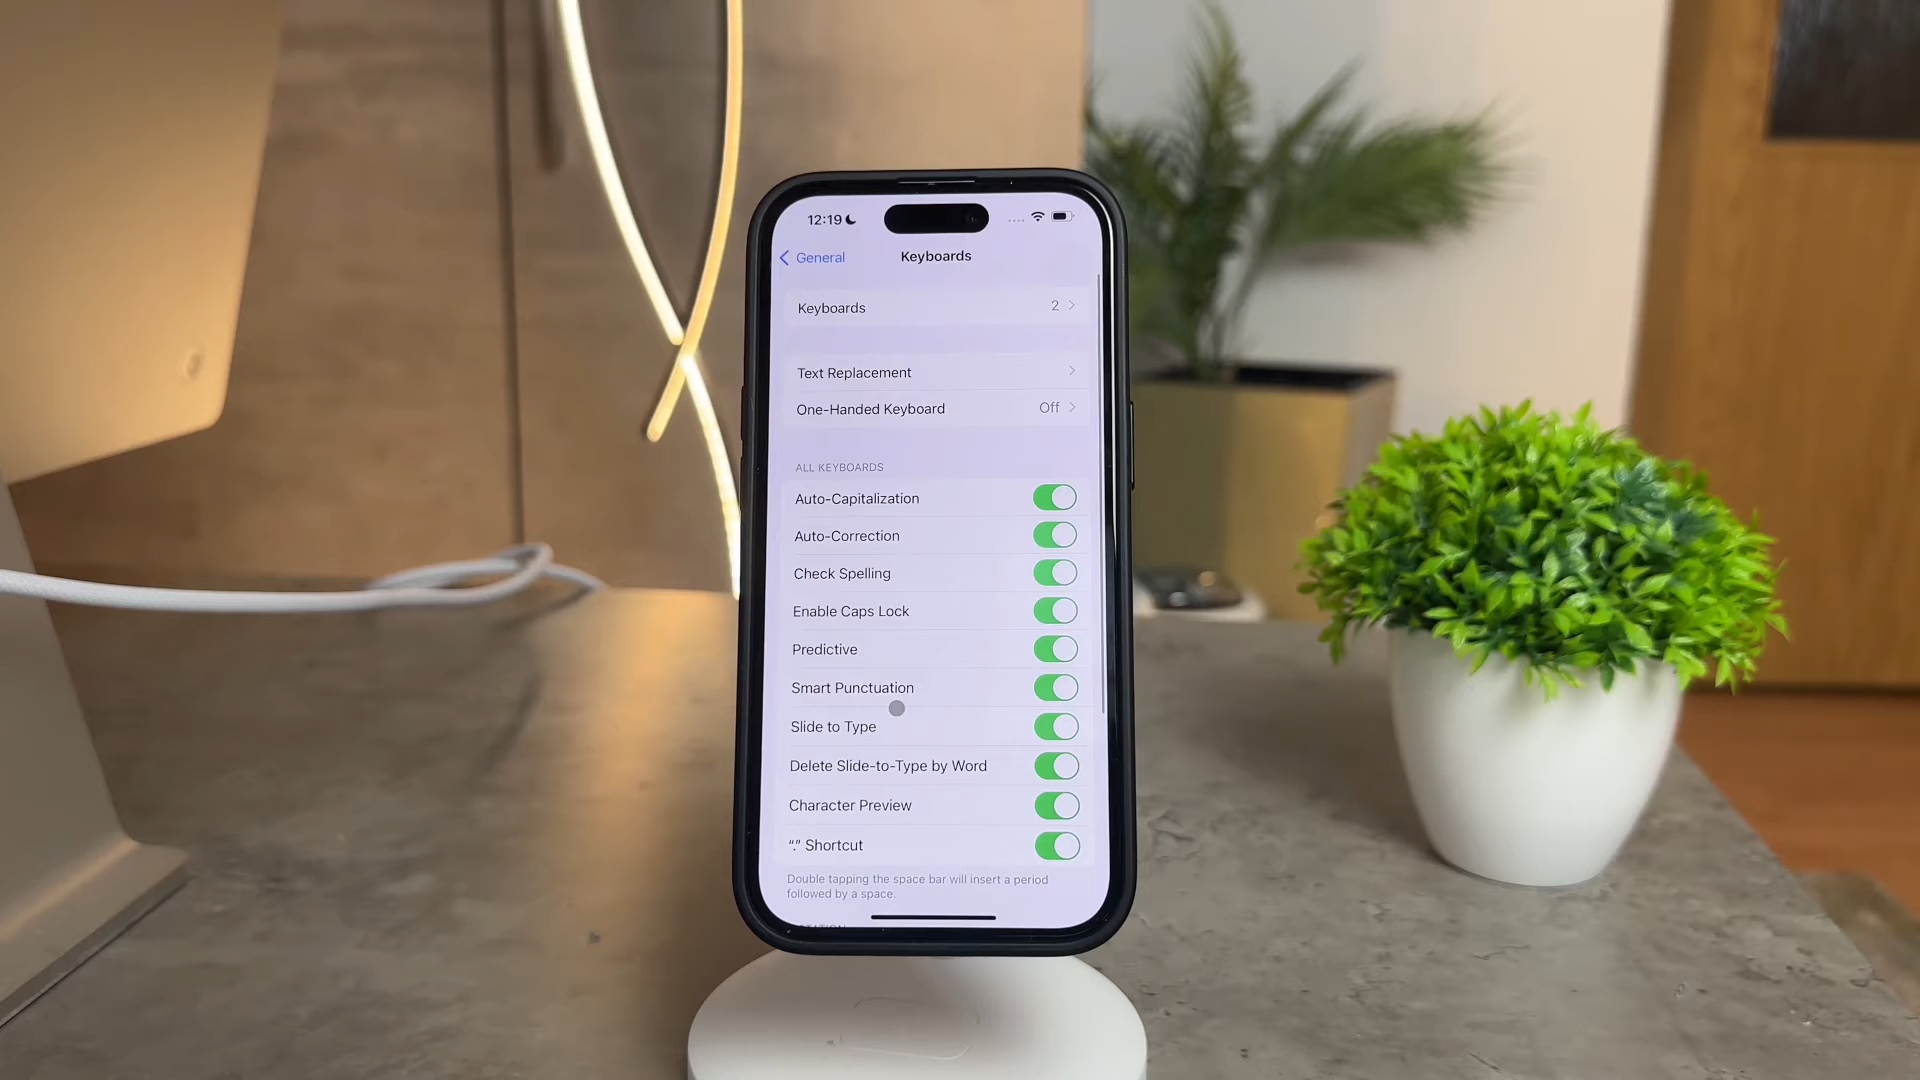 12:19
General
Keyboards
Keyboards 2
Text Replacement
One-Handed Keyboard Off
ALL KEYBOARDS
Auto-Capitalization
Auto-Correction
Check Spelling
Enable Caps Lock
Predictive
Smart Punctuation
Slide to Type
Delete Slide-to-Type by Word
Character Preview
“.” Shortcut
Double tapping the space bar will insert a period
followed by a space.